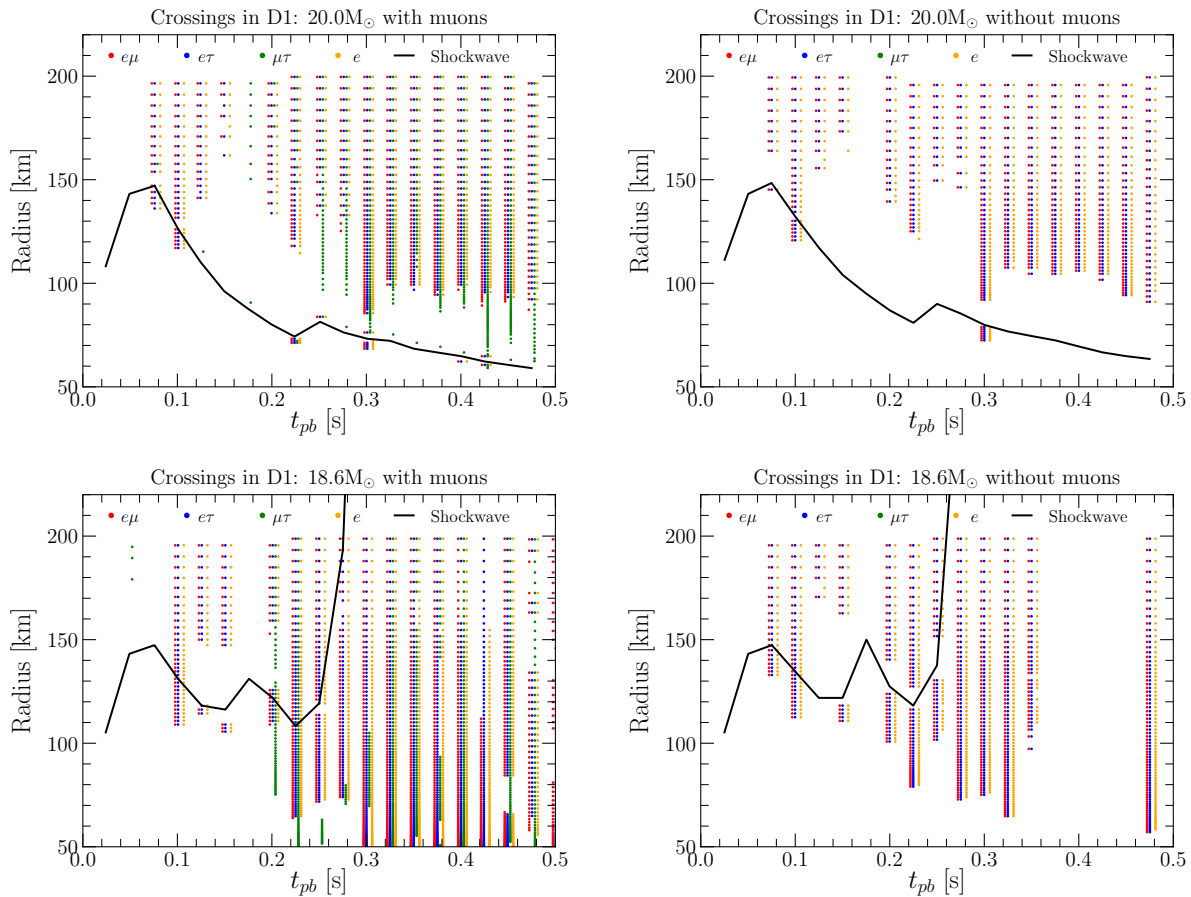 Crossings in D1: 20.0M⊙ with muons
eμ eτ μτ e Shockwave
200
150
100
50
Radius [km]
0.0 0.1 0.2 0.3 0.4 0.5
t_pb [s]
Crossings in D1: 20.0M⊙ without muons
eμ eτ μτ e Shockwave
200
150
100
50
Radius [km]
0.0 0.1 0.2 0.3 0.4 0.5
t_pb [s]
Crossings in D1: 18.6M⊙ with muons
eμ eτ μτ e Shockwave
200
150
100
50
Radius [km]
0.0 0.1 0.2 0.3 0.4 0.5
t_pb [s]
Crossings in D1: 18.6M⊙ without muons
eμ eτ μτ e Shockwave
200
150
100
50
Radius [km]
0.0 0.1 0.2 0.3 0.4 0.5
t_pb [s]